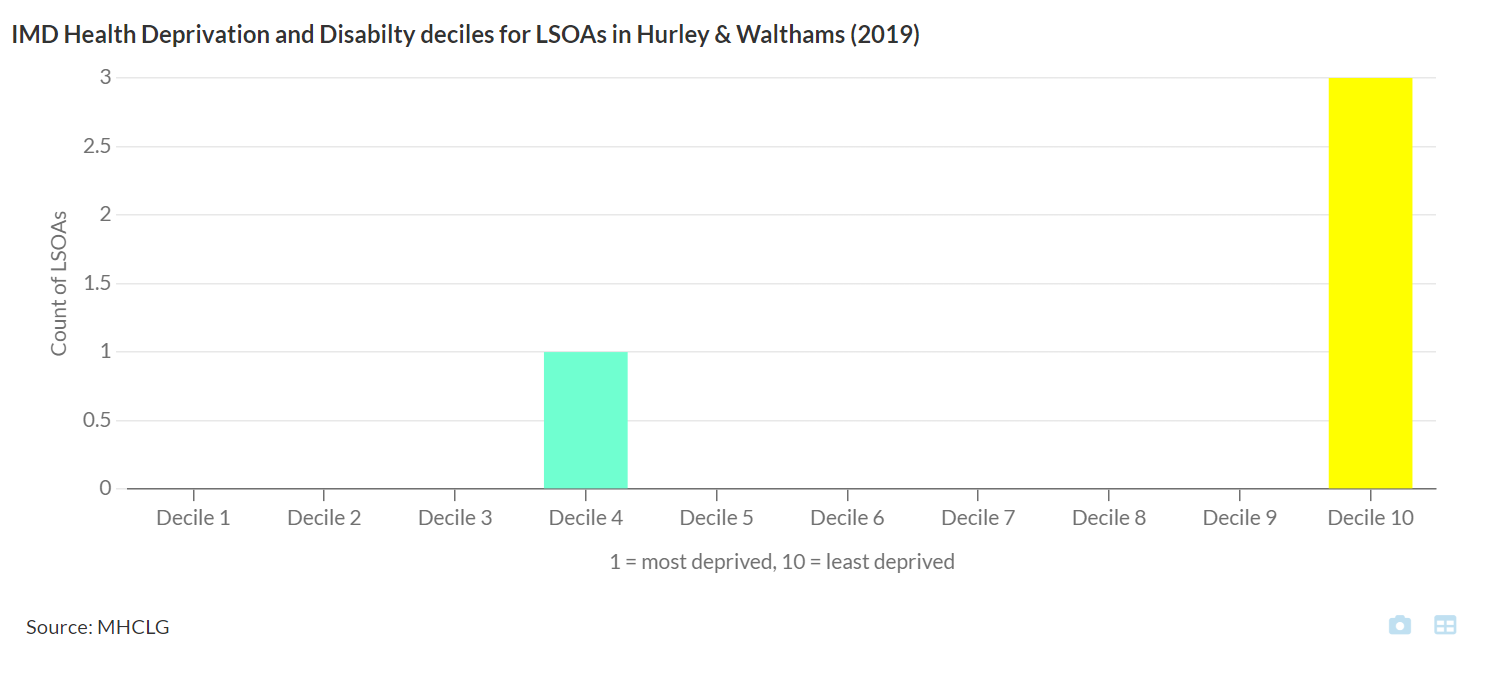 IMD Health Deprivation and Disabilty deciles for LSOAs in Hurley & Walthams (2019)
3
2.5
2
1.5
1
0.5
0
Count of LSOAs
Decile 1 Decile 2 Decile 3 Decile 4 Decile 5 Decile 6 Decile 7 Decile 8 Decile 9 Decile 10
1 = most deprived, 10 = least deprived
Source: MHCLG